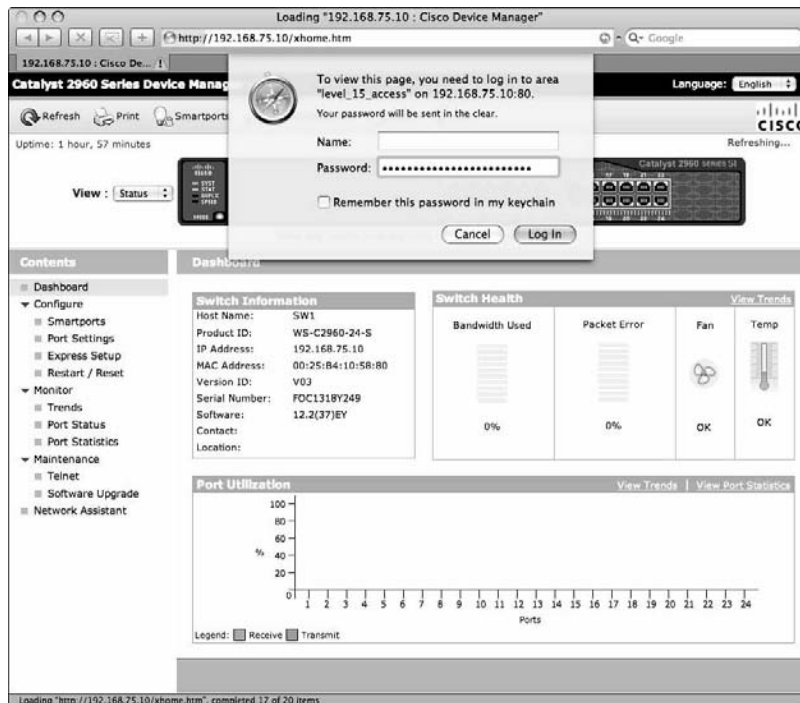 Loading "192.168.75.10 : Cisco Device Manager"
http://192.168.75.10/xhome.htm
Google
192.168.75.10 : Cisco De...
Catalyst 2960 Series Device Manag
Language: English
To view this page, you need to log in to area
"level_15_access" on 192.168.75.10:80.
Your password will be sent in the clear.
Name:
Password:
Remember this password in my keychain
Cancel
Log In
Refresh
Print
Smartports
CISCO
Uptime: 1 hour, 57 minutes
Refreshing...
View : Status
SYST
STAT
DUPLX
SPEED
MODE
Catalyst 2960 SERIES SI
Contents
Dashboard
Dashboard
Configure
Smartports
Port Settings
Express Setup
Restart / Reset
Monitor
Trends
Port Status
Port Statistics
Maintenance
Telnet
Software Upgrade
Network Assistant
Switch Information
Host Name: SW1
Product ID: WS-C2960-24-S
IP Address: 192.168.75.10
MAC Address: 00:25:B4:10:58:80
Version ID: V03
Serial Number: FOC1318Y249
Software: 12.2(37)EY
Contact:
Location:
Switch Health
View Trends
Bandwidth Used
Packet Error
Fan
Temp
0%
0%
OK
OK
Port Utilization
View Trends | View Port Statistics
100
80
60
% 40
20
0
1 2 3 4 5 6 7 8 9 10 11 12 13 14 15 16 17 18 19 20 21 22 23 24
Ports
Legend: Receive Transmit
Loading "http://192.168.75.10/xhome.htm", completed 17 of 20 items